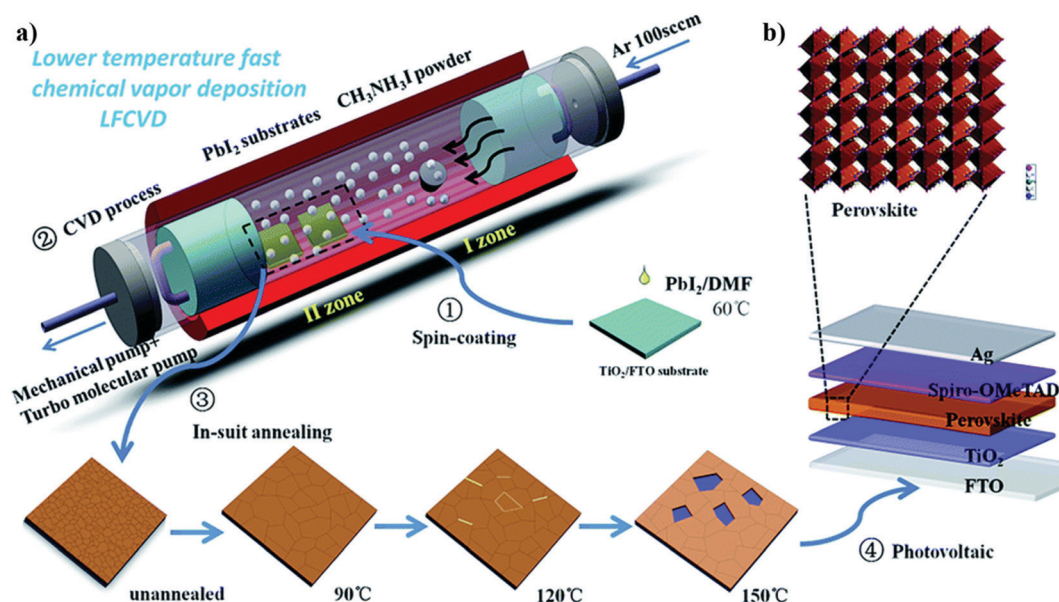 a)
Lower temperature fast
chemical vapor deposition
LFCVD
Ar 100sccm
CH₃NH₃I powder
PbI₂ substrates
② CVD process
I zone
II zone
Mechanical pump+
Turbo molecular pump
①
Spin-coating
PbI₂/DMF
60℃
TiO₂/FTO substrate
③
In-suit annealing
unannealed
90℃
120℃
150℃
④ Photovoltaic
b)
Perovskite
Ag
Spiro-OMeTAD
Perovskite
TiO₂
FTO